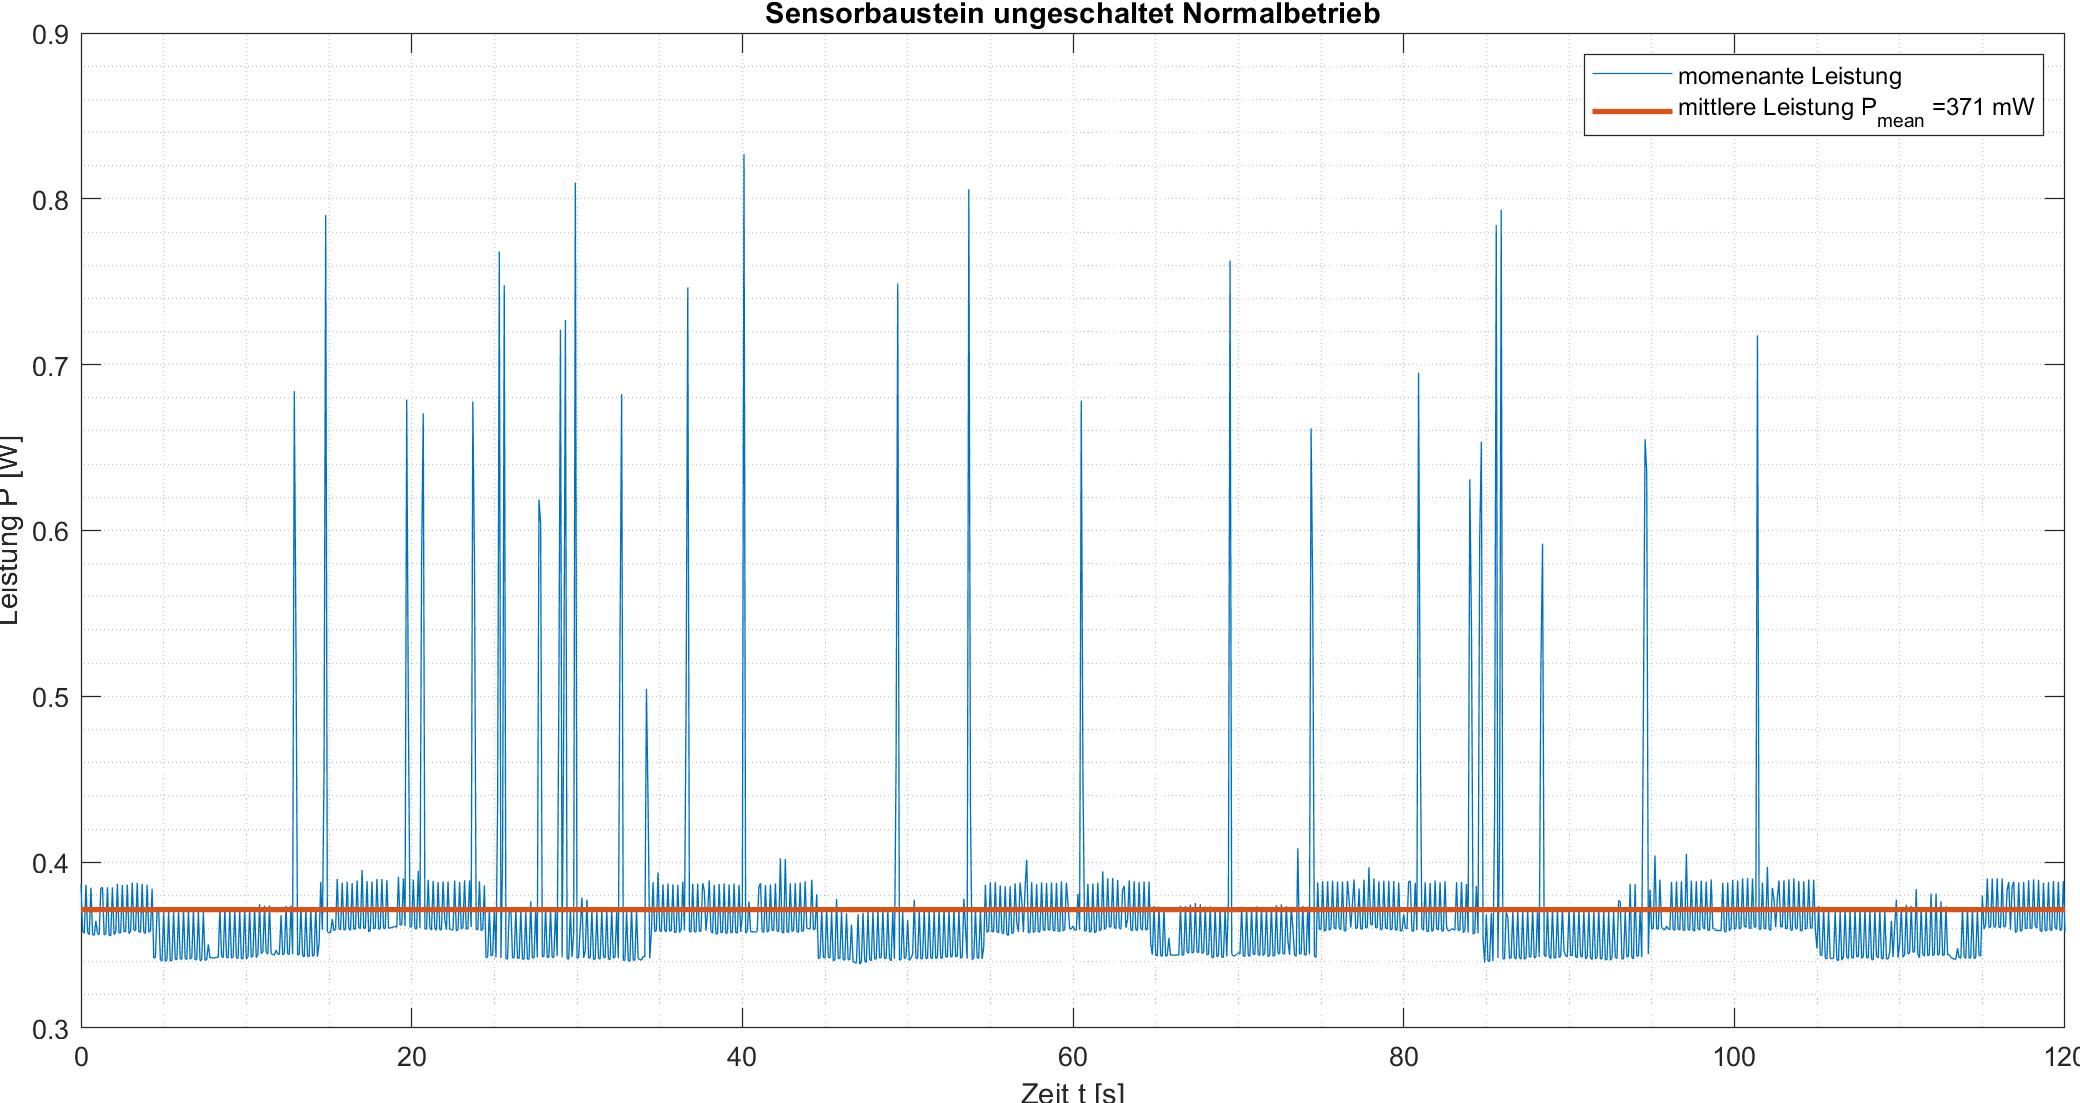 Sensorbaustein ungeschaltet Normalbetrieb
momenante Leistung
mittlere Leistung Pmean =371 mW
Leistung P [W]
0.9
0.8
0.7
0.6
0.5
0.4
0.3
0 20 40 60 80 100 120
Zeit t [s]